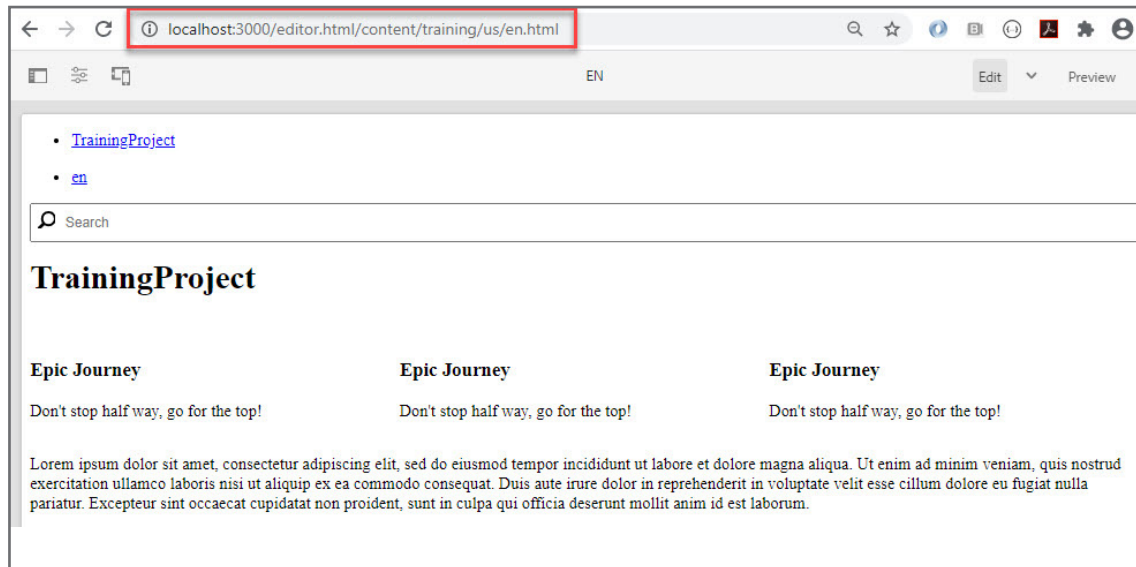 localhost:3000/editor.html/content/training/us/en.html
EN
Edit
Preview
TrainingProject
en
Search
TrainingProject
Epic Journey Epic Journey Epic Journey
Don't stop half way, go for the top! Don't stop half way, go for the top! Don't stop half way, go for the top!
Lorem ipsum dolor sit amet, consectetur adipiscing elit, sed do eiusmod tempor incididunt ut labore et dolore magna aliqua. Ut enim ad minim veniam, quis nostrud
exercitation ullamco laboris nisi ut aliquip ex ea commodo consequat. Duis aute irure dolor in reprehenderit in voluptate velit esse cillum dolore eu fugiat nulla
pariatur. Excepteur sint occaecat cupidatat non proident, sunt in culpa qui officia deserunt mollit anim id est laborum.